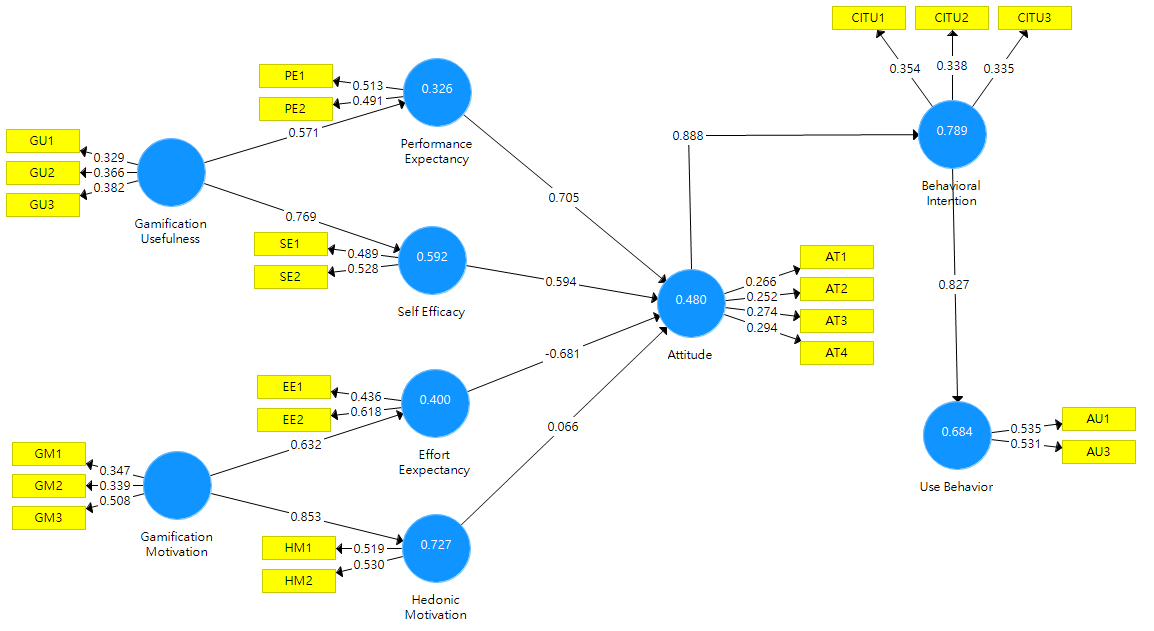 CITU1
CITU2
CITU3
0.354
0.338
0.335
PE1
PE2
0.513
0.491
0.326
Performance
Expectancy
0.571
GU1
GU2
GU3
0.329
0.366
0.382
Gamification
Usefulness
0.769
SE1
SE2
0.489
0.528
0.592
Self Efficacy
0.705
0.594
0.888
0.789
Behavioral
Intention
0.480
Attitude
0.266
0.252
0.274
0.294
AT1
AT2
AT3
AT4
0.827
-0.681
0.066
EE1
EE2
0.436
0.618
0.400
Effort
Eexpectancy
0.632
GM1
GM2
GM3
0.347
0.339
0.508
Gamification
Motivation
0.853
HM1
HM2
0.519
0.530
0.727
Hedonic
Motivation
0.684
Use Behavior
0.535
0.531
AU1
AU3